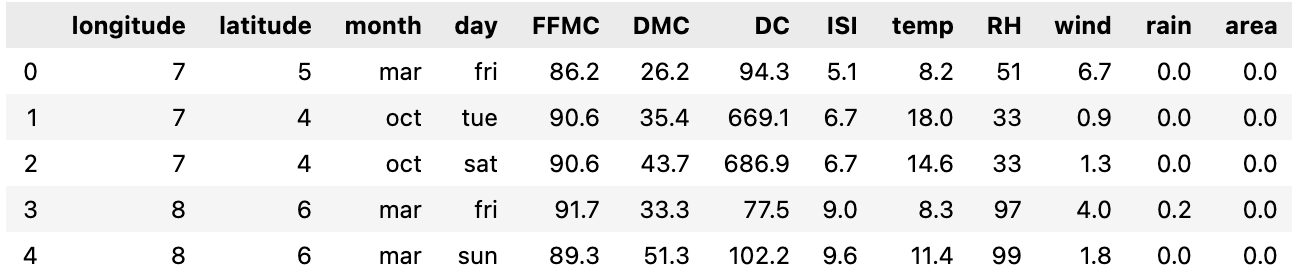 longitude latitude month day FFMC DMC DC ISI temp RH wind rain area
0 7 5 mar fri 86.2 26.2 94.3 5.1 8.2 51 6.7 0.0 0.0
1 7 4 oct tue 90.6 35.4 669.1 6.7 18.0 33 0.9 0.0 0.0
2 7 4 oct sat 90.6 43.7 686.9 6.7 14.6 33 1.3 0.0 0.0
3 8 6 mar fri 91.7 33.3 77.5 9.0 8.3 97 4.0 0.2 0.0
4 8 6 mar sun 89.3 51.3 102.2 9.6 11.4 99 1.8 0.0 0.0